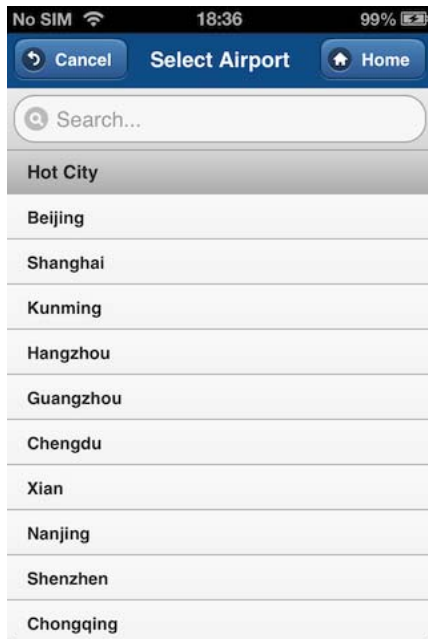 No SIM 18:36 99%
Cancel Select Airport Home
Search...
Hot City
Beijing
Shanghai
Kunming
Hangzhou
Guangzhou
Chengdu
Xian
Nanjing
Shenzhen
Chongqing